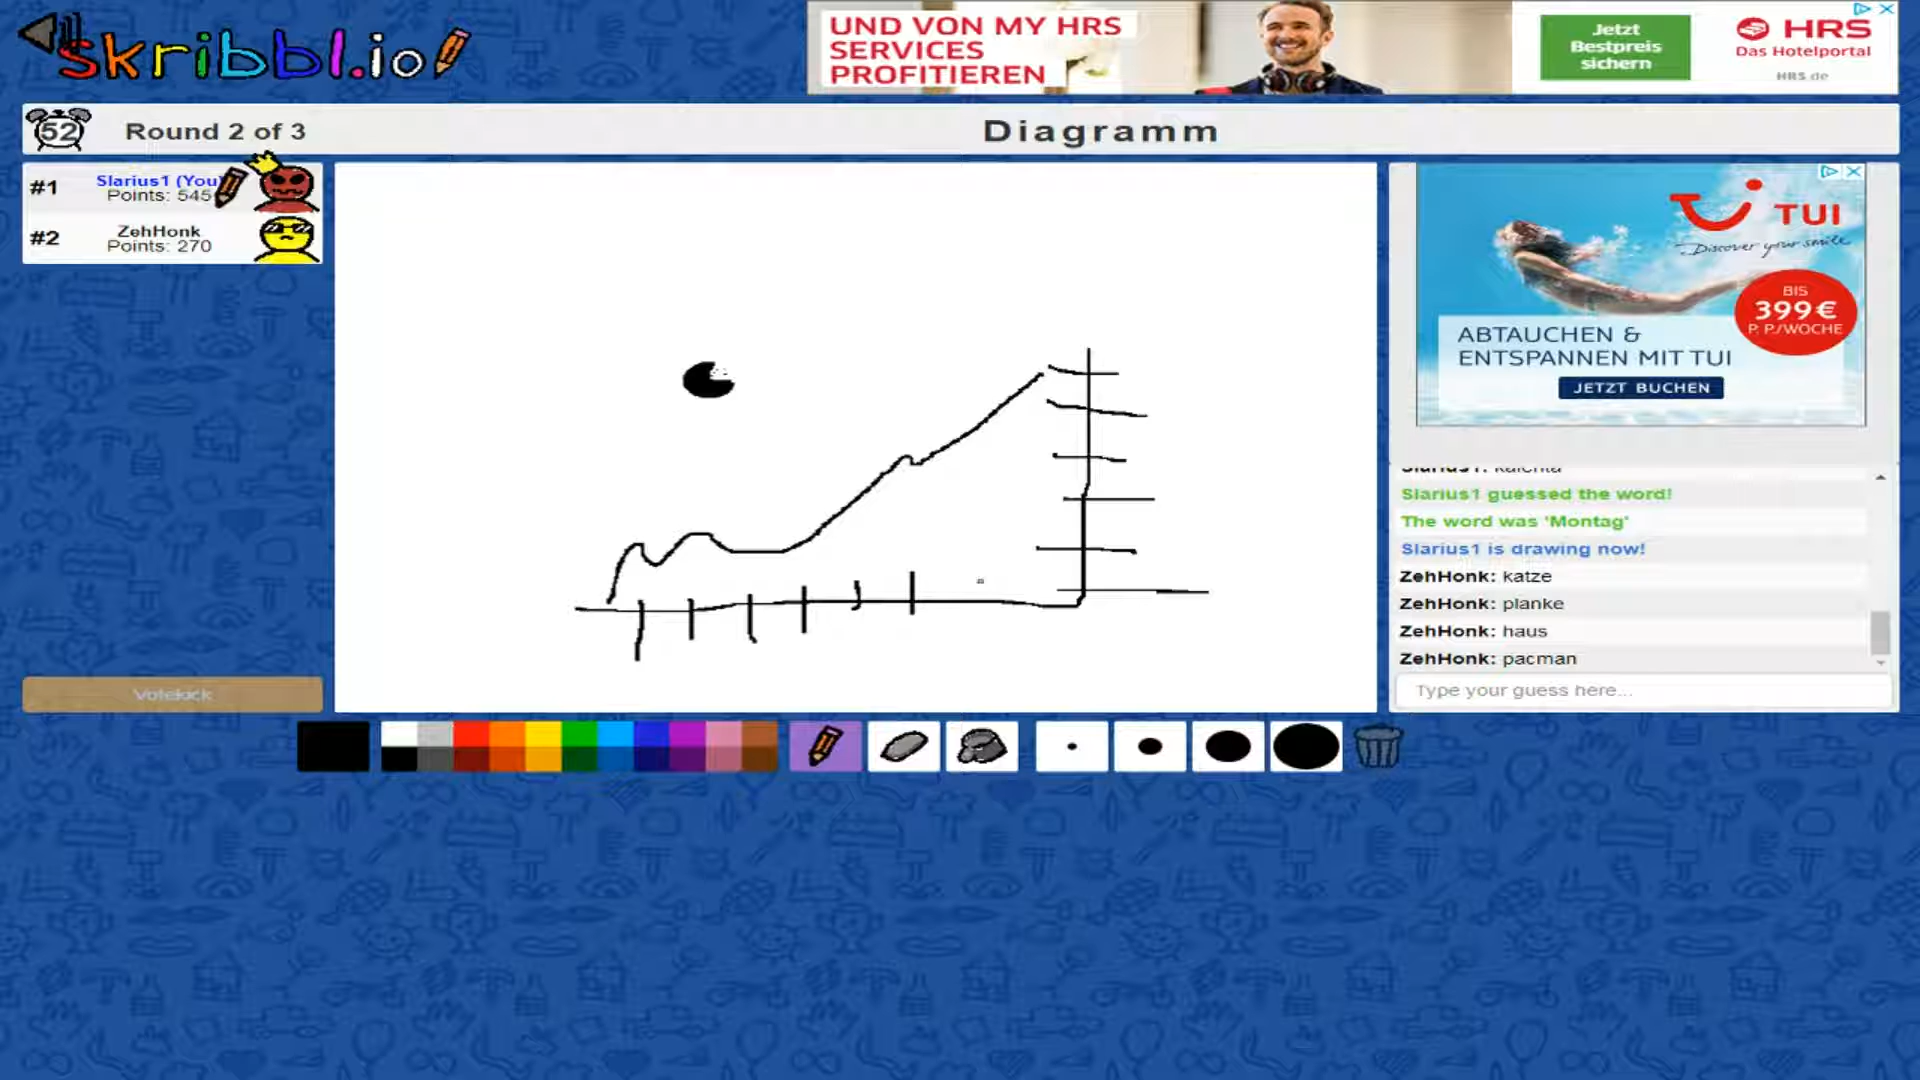 skribbl.io
UND VON MY HRS
SERVICES
PROFITIEREN
Jetzt
Bestpreis
sichern
HRS
Das Hotelportal
HRS.de
52
Round 2 of 3
Diagramm
#1
Slarius1 (You)
Points: 545
#2
ZehHonk
Points: 270
TUI
Discover your smile
BIS
399 €
P. P./WOCHE
ABTAUCHEN &
ENTSPANNEN MIT TUI
JETZT BUCHEN
Slarius1 guessed the word!
The word was 'Montag'
Slarius1 is drawing now!
ZehHonk: katze
ZehHonk: planke
ZehHonk: haus
ZehHonk: pacman
Type your guess here...
Votekick